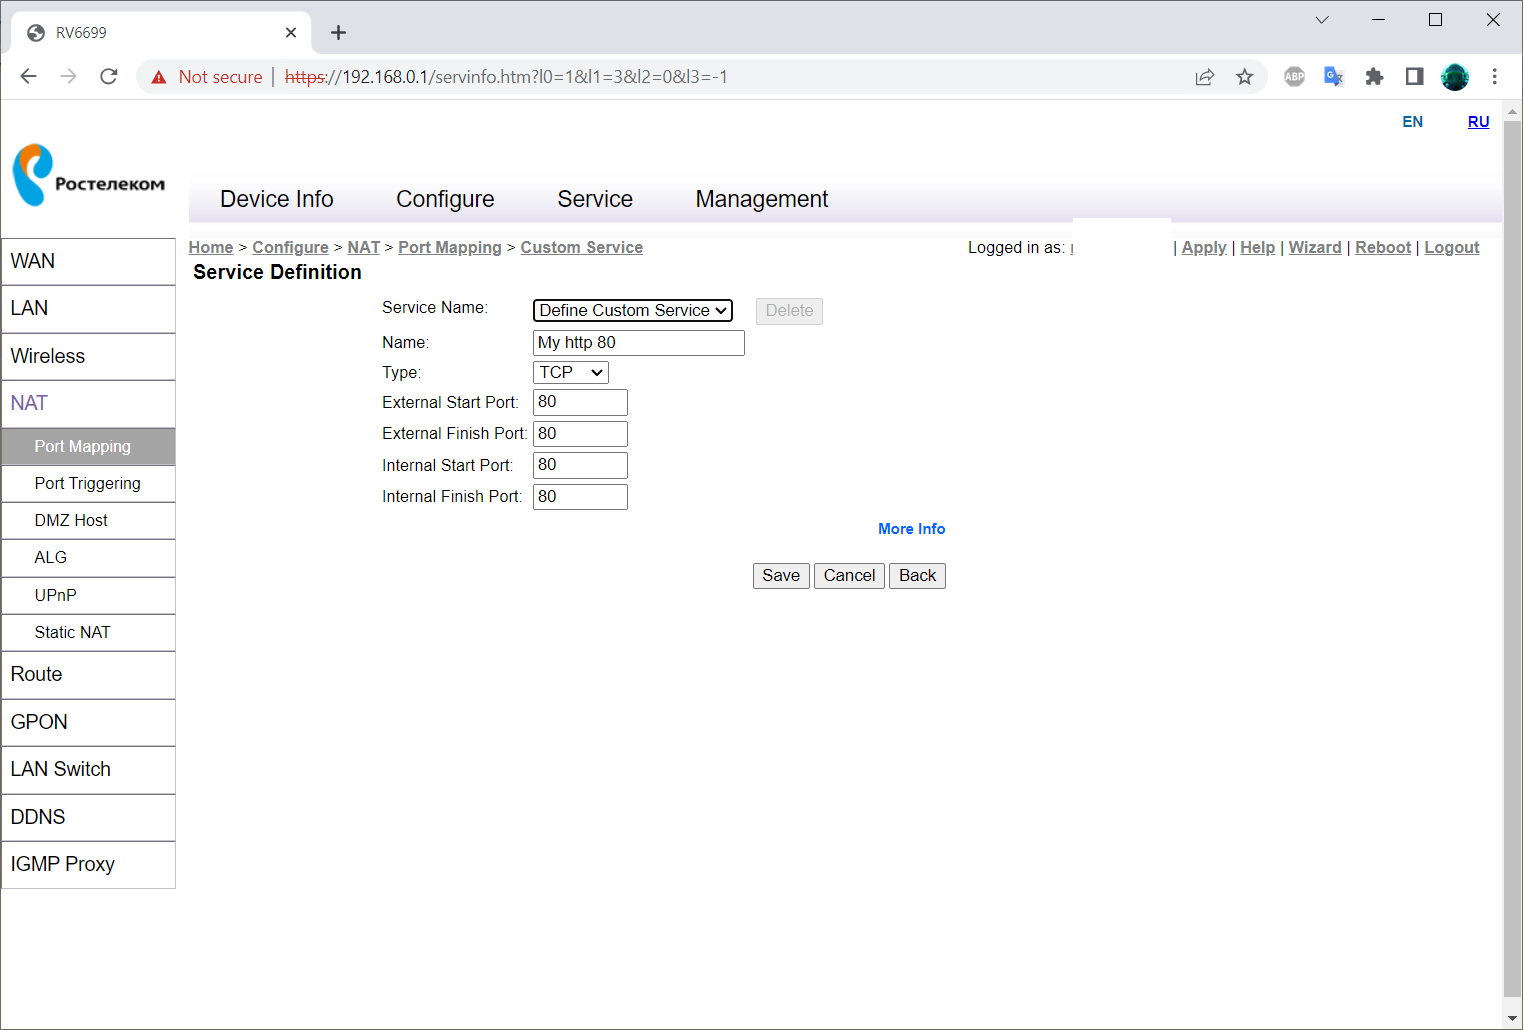 RV6699
Not secure | https://192.168.0.1/servinfo.htm?l0=1&l1=3&l2=0&l3=-1
ABP
EN RU
Ростелеком
Device Info Configure Service Management
Home > Configure > NAT > Port Mapping > Custom Service
Logged in as: | Apply | Help | Wizard | Reboot | Logout
WAN
LAN
Wireless
NAT
Port Mapping
Port Triggering
DMZ Host
ALG
UPnP
Static NAT
Route
GPON
LAN Switch
DDNS
IGMP Proxy
Service Definition
Service Name: Define Custom Service Delete
Name: My http 80
Type: TCP
External Start Port: 80
External Finish Port: 80
Internal Start Port: 80
Internal Finish Port: 80
More Info
Save Cancel Back